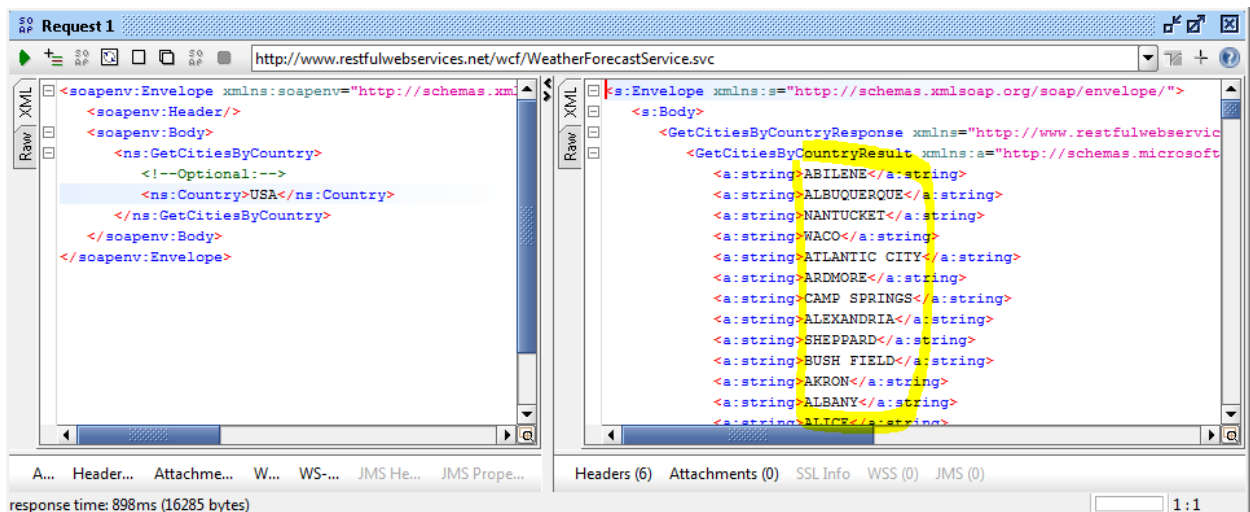 SO AP Request 1
http://www.restfulwebservices.net/wcf/WeatherForecastService.svc
XML
Raw
<soapenv:Envelope xmlns:soapenv="http://schemas.xml
<soapenv:Header/>
<soapenv:Body>
<ns:GetCitiesByCountry>
<!--Optional:-->
<ns:Country>USA</ns:Country>
</ns:GetCitiesByCountry>
</soapenv:Body>
</soapenv:Envelope>
XML
Raw
<s:Envelope xmlns:s="http://schemas.xmlsoap.org/soap/envelope/">
<s:Body>
<GetCitiesByCountryResponse xmlns="http://www.restfulwebservic
<GetCitiesByCountryResult xmlns:a="http://schemas.microsoft
<a:string>ABILENE</a:string>
<a:string>ALBUQUERQUE</a:string>
<a:string>NANTUCKET</a:string>
<a:string>WACO</a:string>
<a:string>ATLANTIC CITY</a:string>
<a:string>ARDMORE</a:string>
<a:string>CAMP SPRINGS</a:string>
<a:string>ALEXANDRIA</a:string>
<a:string>SHEPPARD</a:string>
<a:string>BUSH FIELD</a:string>
<a:string>AKRON</a:string>
<a:string>ALBANY</a:string>
<a:string>ALICE</a:string>
A... Header... Attachme... W... WS-... JMS He... JMS Prope...
Headers (6) Attachments (0) SSL Info WSS (0) JMS (0)
response time: 898ms (16285 bytes)
1:1